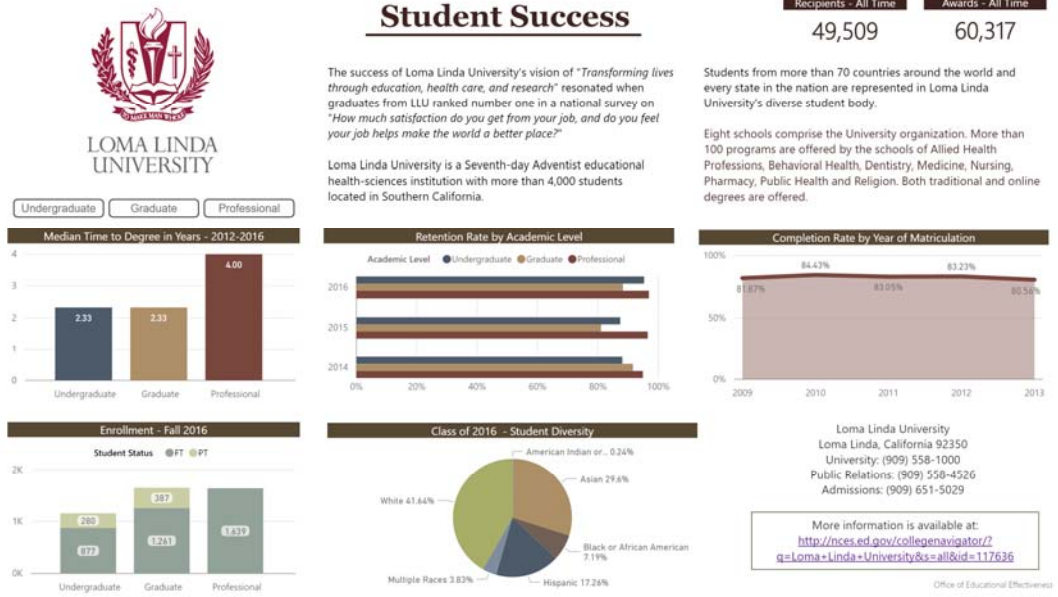 Student Success
Recipients - All Time
Awards - All Time
49,509
60,317
TO MAKE MAN WHOLE
LOMA LINDA
UNIVERSITY
Undergraduate
Graduate
Professional
The success of Loma Linda University's vision of "Transforming lives
through education, health care, and research" resonated when
graduates from LLU ranked number one in a national survey on
"How much satisfaction do you get from your job, and do you feel
your job helps make the world a better place?"
Loma Linda University is a Seventh-day Adventist educational
health-sciences institution with more than 4,000 students
located in Southern California.
Students from more than 70 countries around the world and
every state in the nation are represented in Loma Linda
University's diverse student body.
Eight schools comprise the University organization. More than
100 programs are offered by the schools of Allied Health
Professions, Behavioral Health, Dentistry, Medicine, Nursing,
Pharmacy, Public Health and Religion. Both traditional and online
degrees are offered.
Median Time to Degree in Years - 2012-2016
4
3
2
1
0
2.33
2.33
4.00
Undergraduate
Graduate
Professional
Retention Rate by Academic Level
Academic Level Undergraduate Graduate Professional
2016
2015
2014
0% 20% 40% 60% 80% 100%
Completion Rate by Year of Matriculation
100%
50%
0%
81.87%
84.43%
83.05%
83.23%
80.56%
2009 2010 2011 2012 2013
Enrollment - Fall 2016
Student Status FT PT
2K
1K
0K
280
877
387
1,261
1,639
Undergraduate
Graduate
Professional
Class of 2016 - Student Diversity
American Indian or... 0.24%
Asian 29.6%
White 41.64%
Black or African American
7.19%
Multiple Races 3.83%
Hispanic 17.26%
Loma Linda University
Loma Linda, California 92350
University: (909) 558-1000
Public Relations: (909) 558-4526
Admissions: (909) 651-5029
More information is available at:
http://nces.ed.gov/collegenavigator/?
q=Loma+Linda+University&s=all&id=117636
Office of Educational Effectiveness